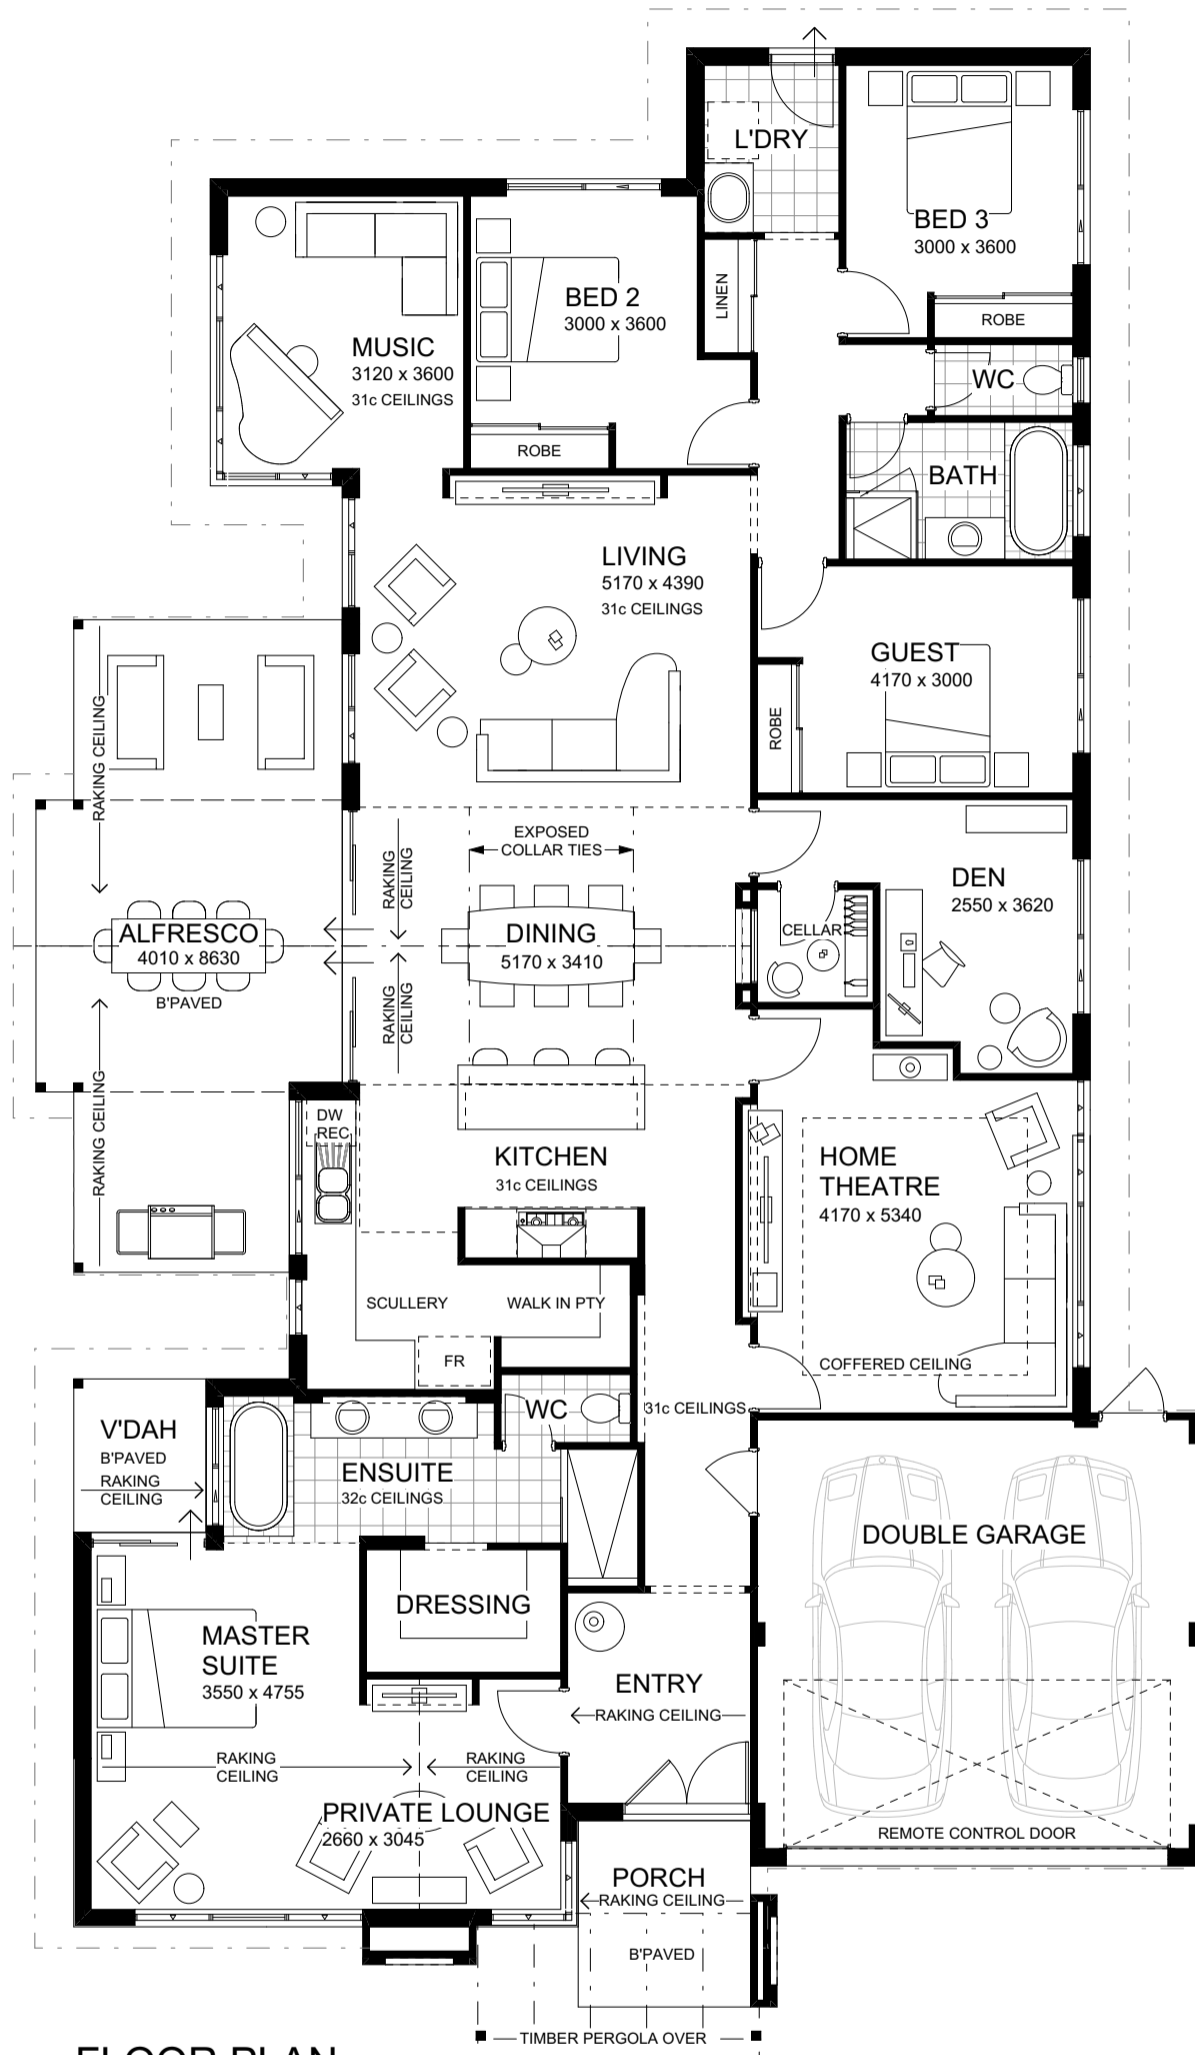 L'DRY
BED 3
3000 x 3600
LINEN
ROBE
BED 2
3000 x 3600
MUSIC
3120 x 3600
31c CEILINGS
WC
ROBE
BATH
LIVING
5170 x 4390
31c CEILINGS
GUEST
4170 x 3000
ROBE
RAKING CEILING
EXPOSED
COLLAR TIES
RAKING
CEILING
DEN
2550 x 3620
ALFRESCO
4010 x 8630
B'PAVED
DINING
5170 x 3410
CELLAR
RAKING
CEILING
RAKING CEILING
DW
REC
KITCHEN
31c CEILINGS
HOME
THEATRE
4170 x 5340
SCULLERY
WALK IN PTY
FR
COFFERED CEILING
V'DAH
B'PAVED
RAKING
CEILING
WC
31c CEILINGS
ENSUITE
32c CEILINGS
DOUBLE GARAGE
DRESSING
MASTER
SUITE
3550 x 4755
ENTRY
RAKING CEILING
RAKING
CEILING
RAKING
CEILING
PRIVATE LOUNGE
2660 x 3045
REMOTE CONTROL DOOR
PORCH
RAKING CEILING
B'PAVED
TIMBER PERGOLA OVER
FLOOR PLAN